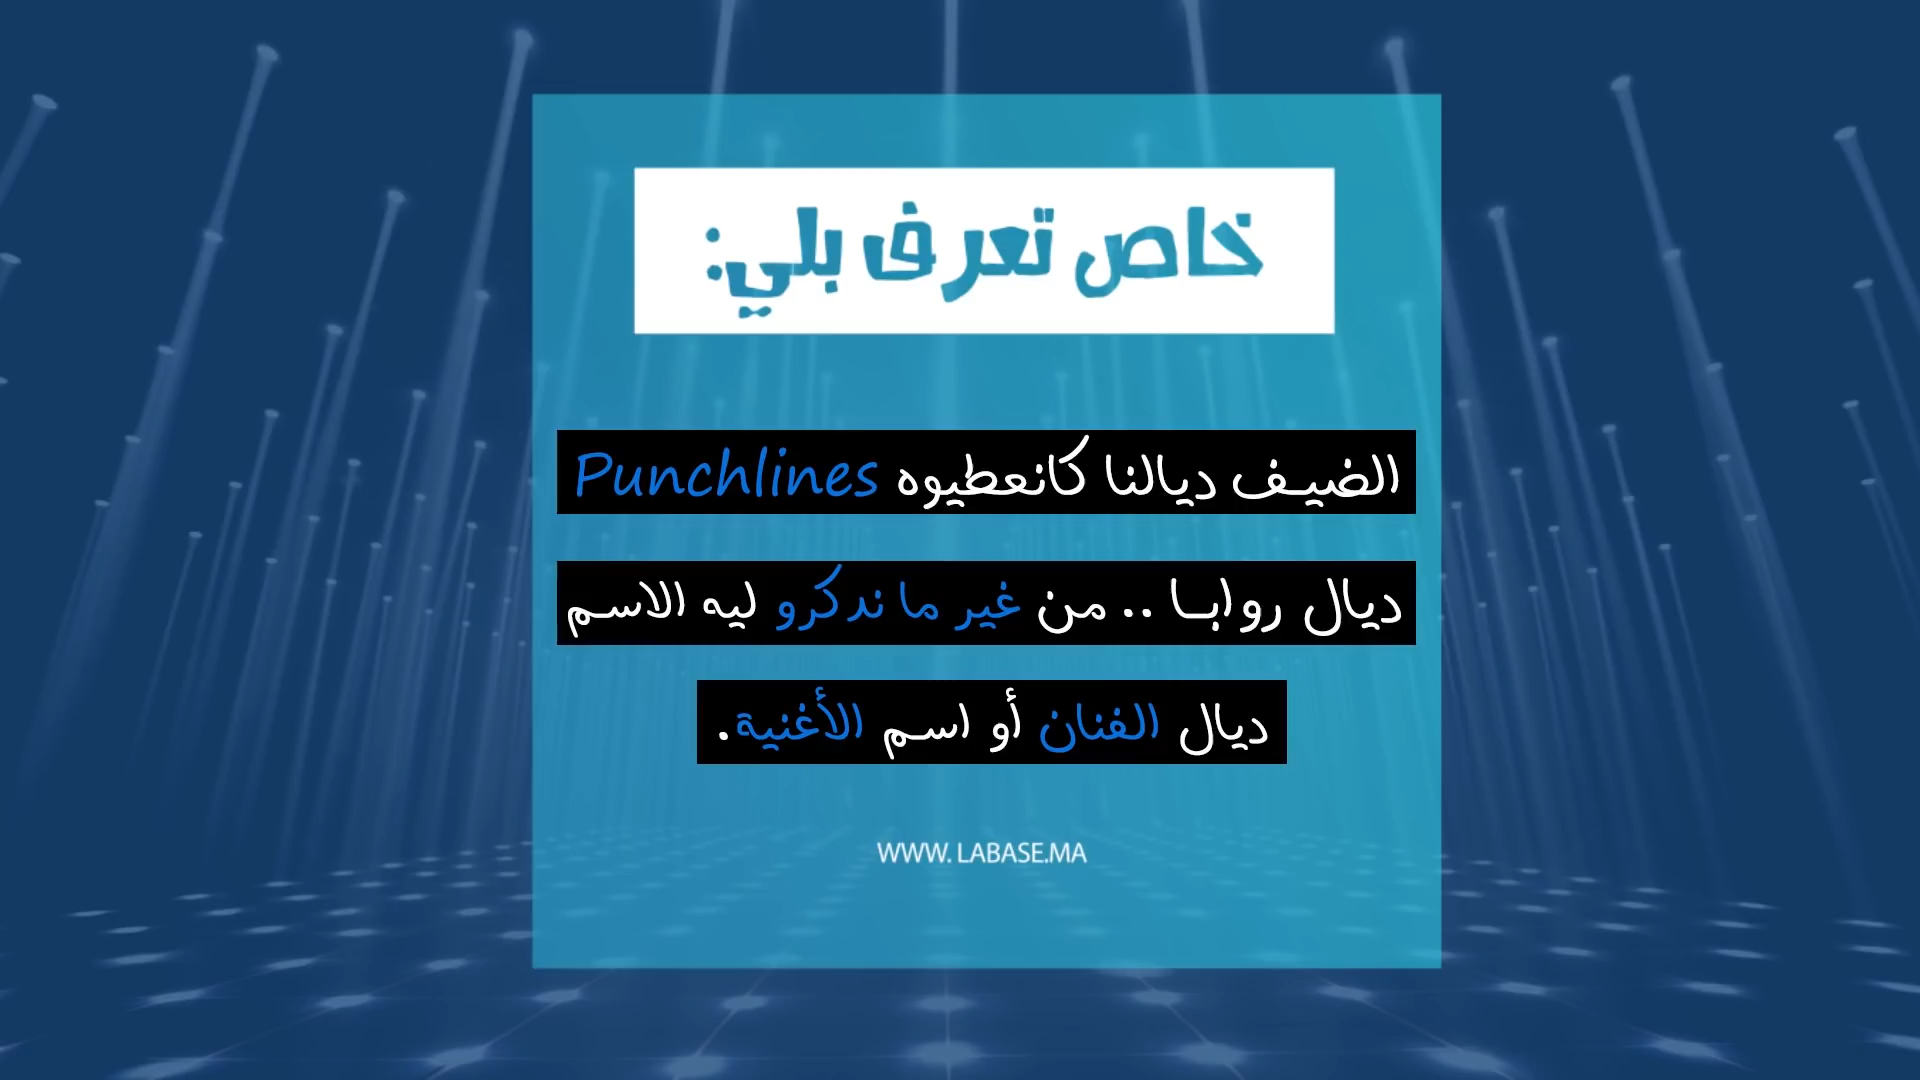 خاص تعرف بلي:
الضيف ديالنا كانعطيوه Punchlines
ديال روابا .. من غير ما ندكرو ليه الاسم
ديال الفنان أو اسم الأغنية.
WWW. LABASE.MA